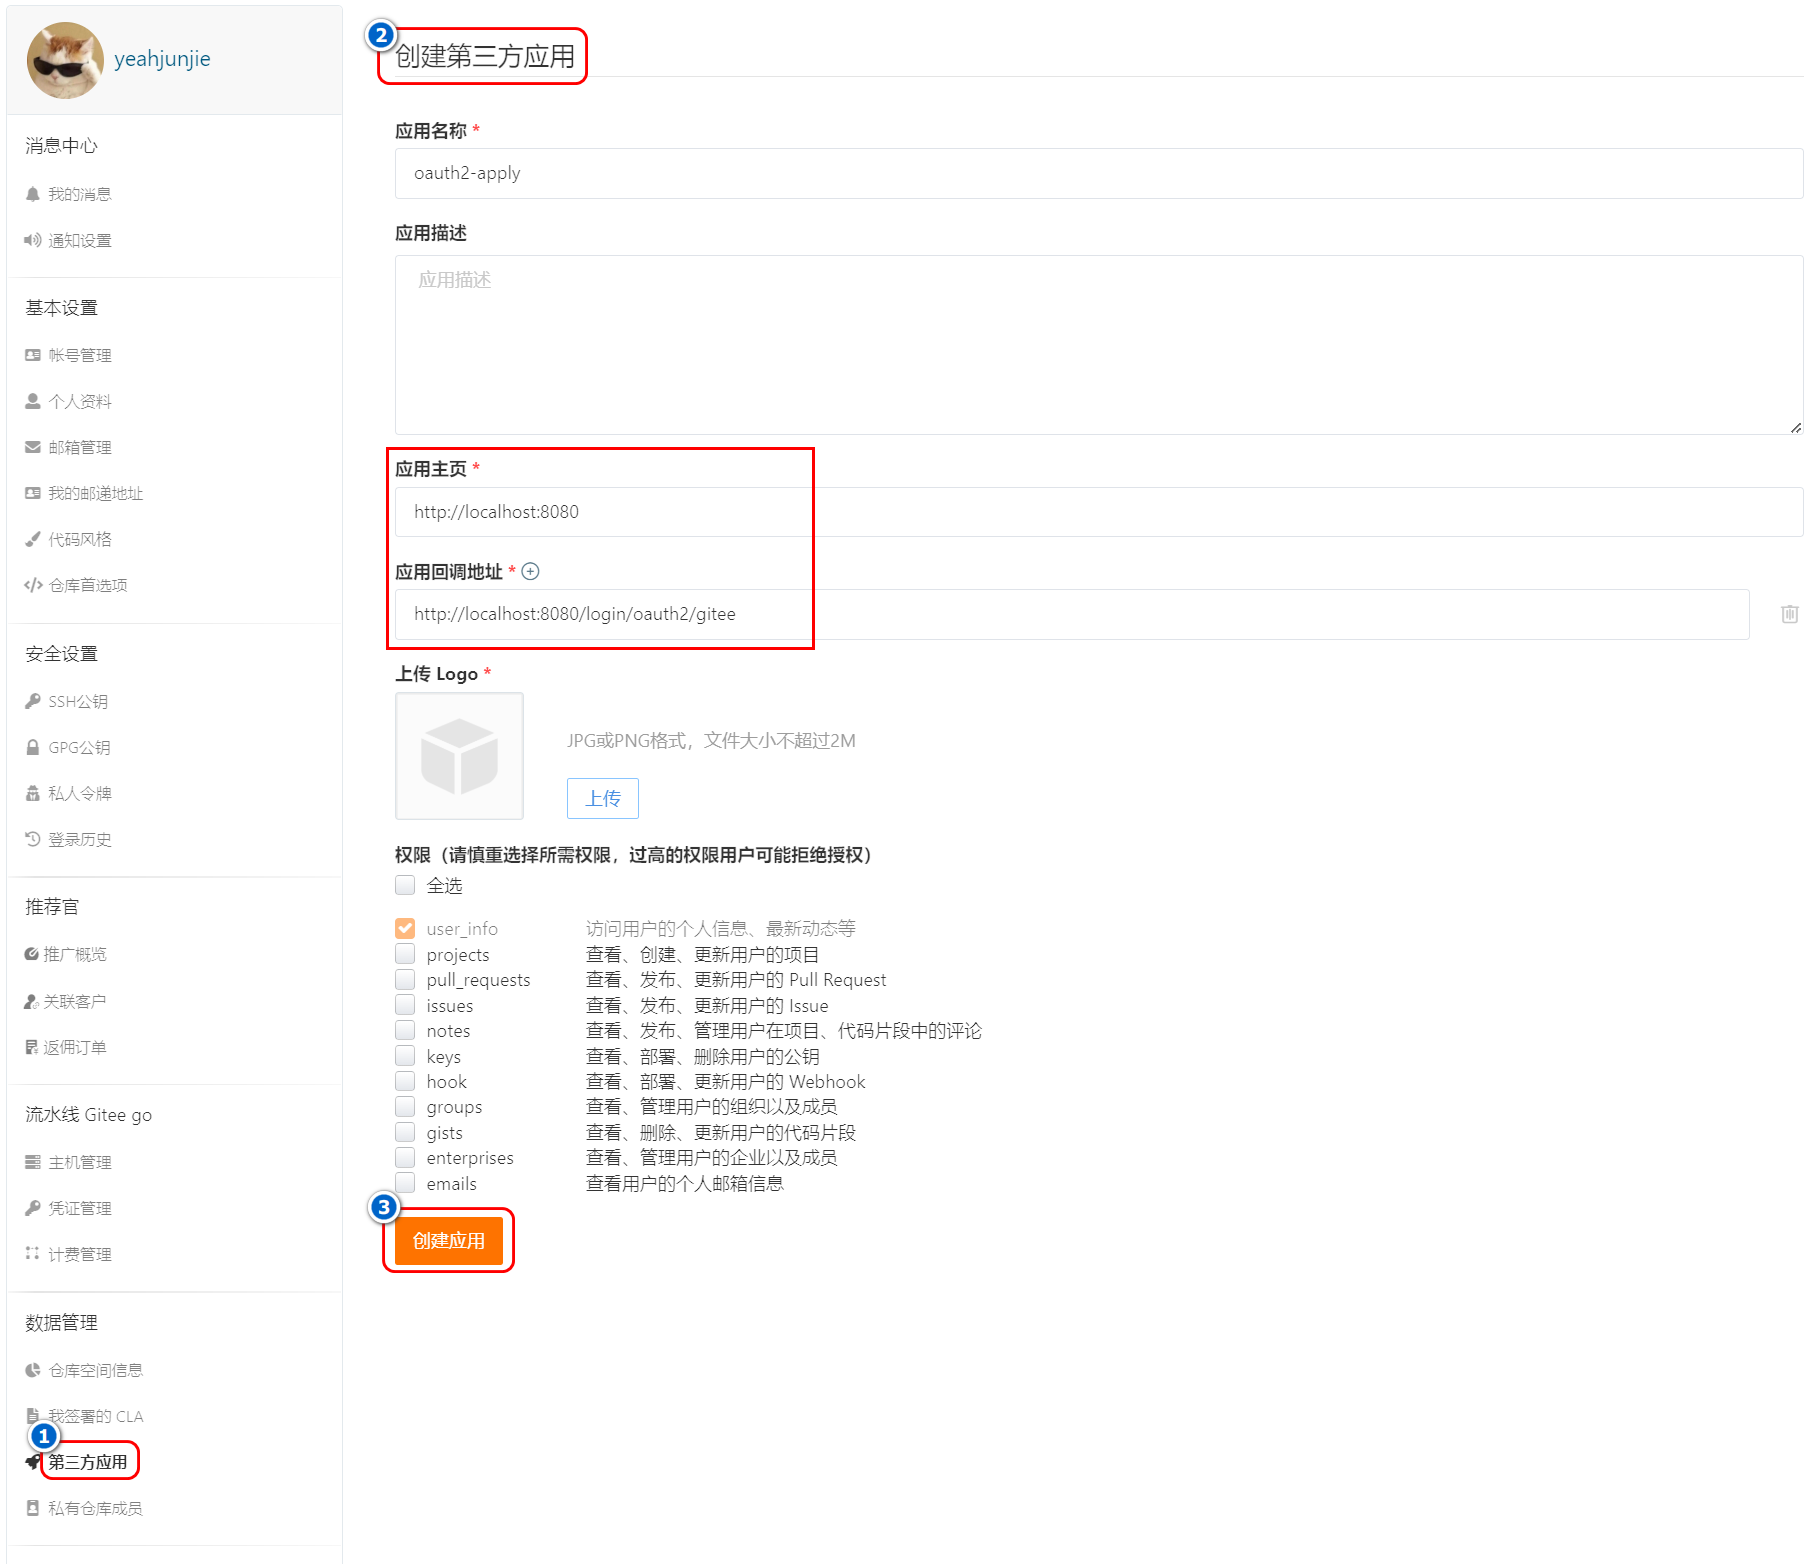 yeahjunjie
消息中心
我的消息
通知设置
基本设置
帐号管理
个人资料
邮箱管理
我的邮递地址
代码风格
仓库首选项
安全设置
SSH公钥
GPG公钥
私人令牌
登录历史
推荐官
推广概览
关联客户
返佣订单
流水线 Gitee go
主机管理
凭证管理
计费管理
数据管理
仓库空间信息
我签署的 CLA
1
第三方应用
私有仓库成员
2
创建第三方应用
应用名称 *
oauth2-apply
应用描述
应用描述
应用主页 *
http://localhost:8080
应用回调地址 *
http://localhost:8080/login/oauth2/gitee
上传 Logo *
JPG或PNG格式，文件大小不超过2M
上传
权限（请慎重选择所需权限，过高的权限用户可能拒绝授权）
全选
user_info 访问用户的个人信息、最新动态等
projects 查看、创建、更新用户的项目
pull_requests 查看、发布、更新用户的 Pull Request
issues 查看、发布、更新用户的 Issue
notes 查看、发布、管理用户在项目、代码片段中的评论
keys 查看、部署、删除用户的公钥
hook 查看、部署、更新用户的 Webhook
groups 查看、管理用户的组织以及成员
gists 查看、删除、更新用户的代码片段
enterprises 查看、管理用户的企业以及成员
emails 查看用户的个人邮箱信息
3
创建应用